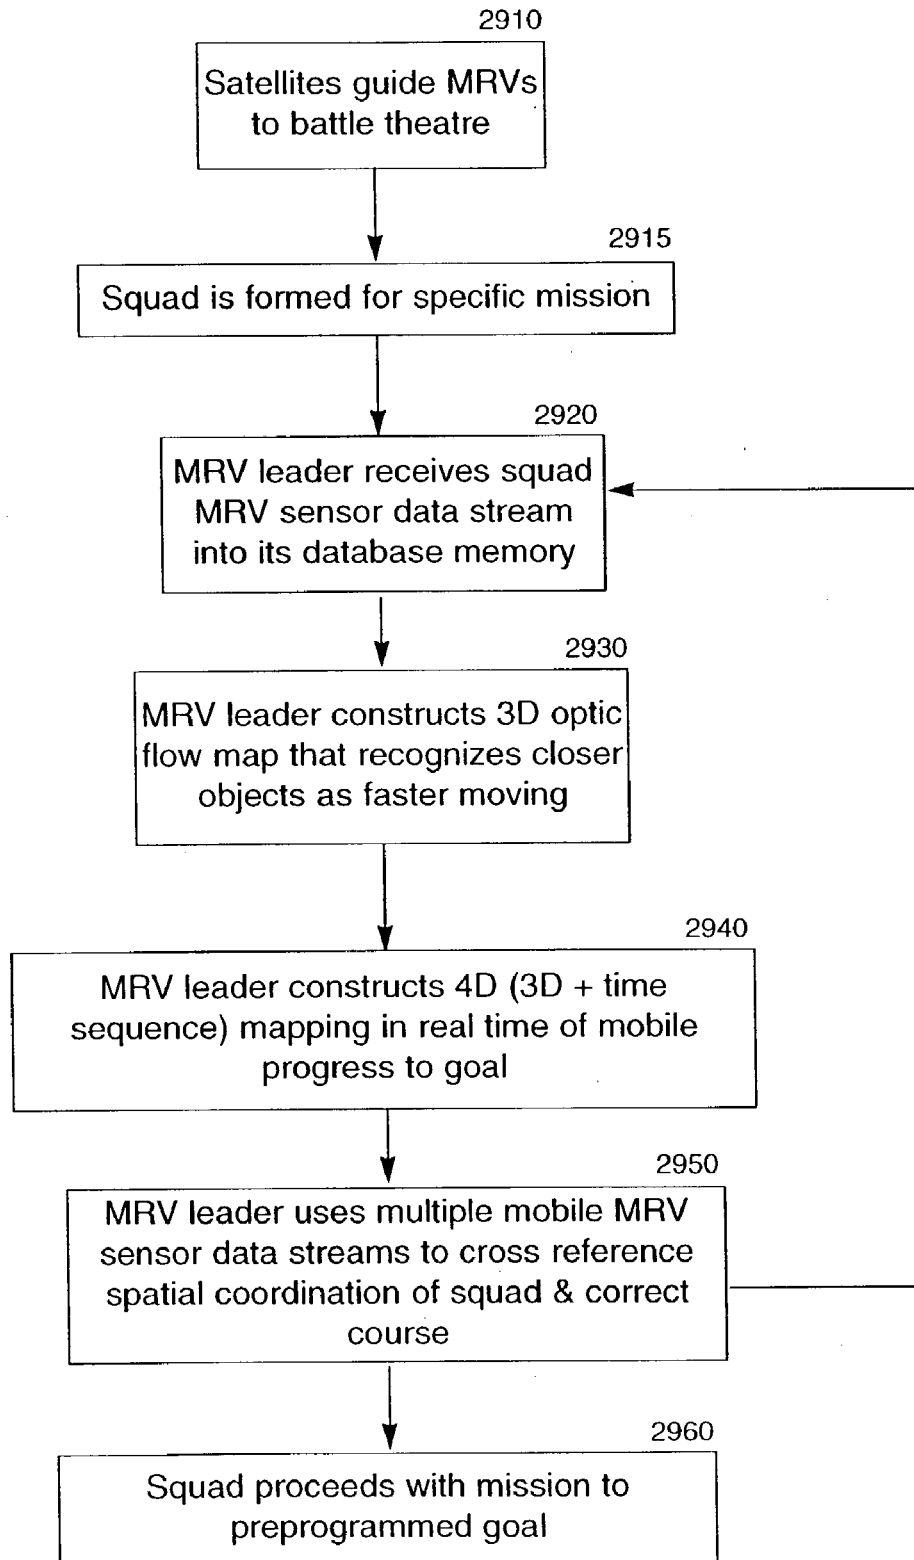 2910
Satellites guide MRVs
to battle theatre
2915
Squad is formed for specific mission
2920
MRV leader receives squad
MRV sensor data stream
into its database memory
2930
MRV leader constructs 3D optic
flow map that recognizes closer
objects as faster moving
2940
MRV leader constructs 4D (3D + time
sequence) mapping in real time of mobile
progress to goal
2950
MRV leader uses multiple mobile MRV
sensor data streams to cross reference
spatial coordination of squad & correct
course
2960
Squad proceeds with mission to
preprogrammed goal